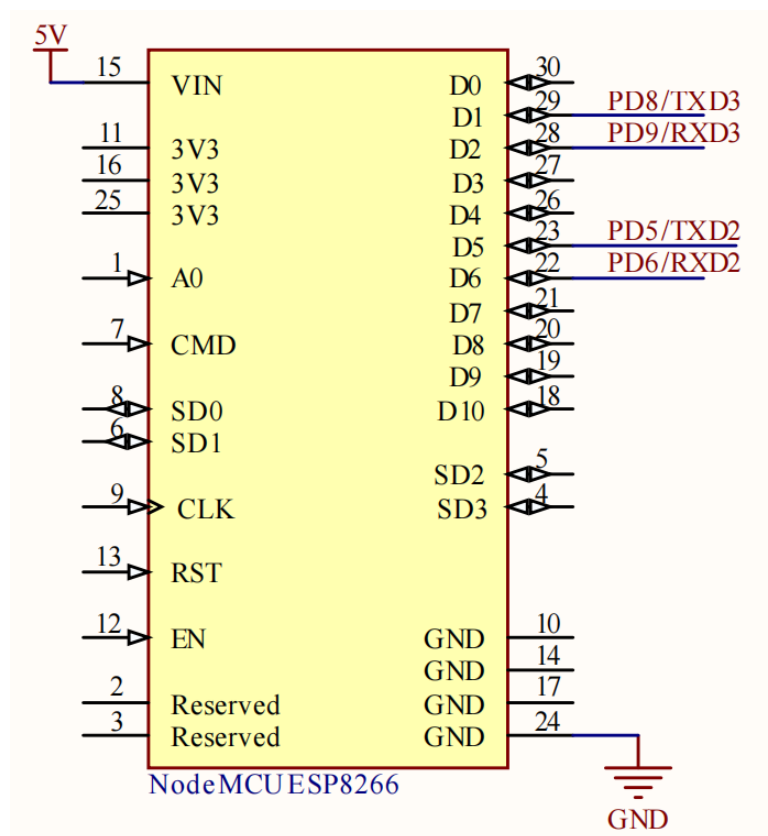 5V
15 VIN D0 30
D1 29 PD8/TXD3
11 3V3 D2 28 PD9/RXD3
16 3V3 D3 27
25 3V3 D4 26
D5 23 PD5/TXD2
1 A0 D6 22 PD6/RXD2
D7 21
7 CMD D8 20
D9 19
8 SD0 D10 18
6 SD1
SD2 5
9 CLK SD3 4
13 RST
12 EN GND 10
GND 14
2 Reserved GND 17
3 Reserved GND 24
NodeMCUESP8266
GND